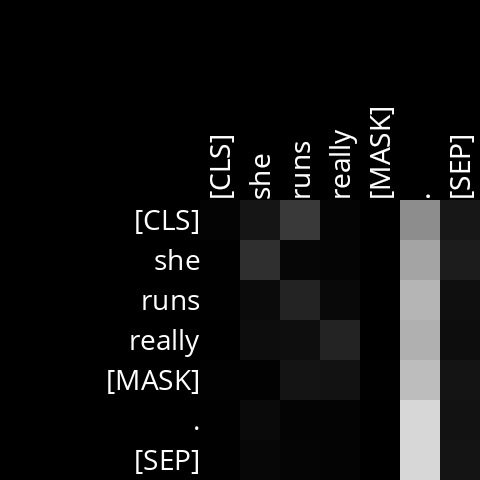 [CLS] she runs really [MASK] . [SEP]
[CLS]
she
runs
really
[MASK]
.
[SEP]